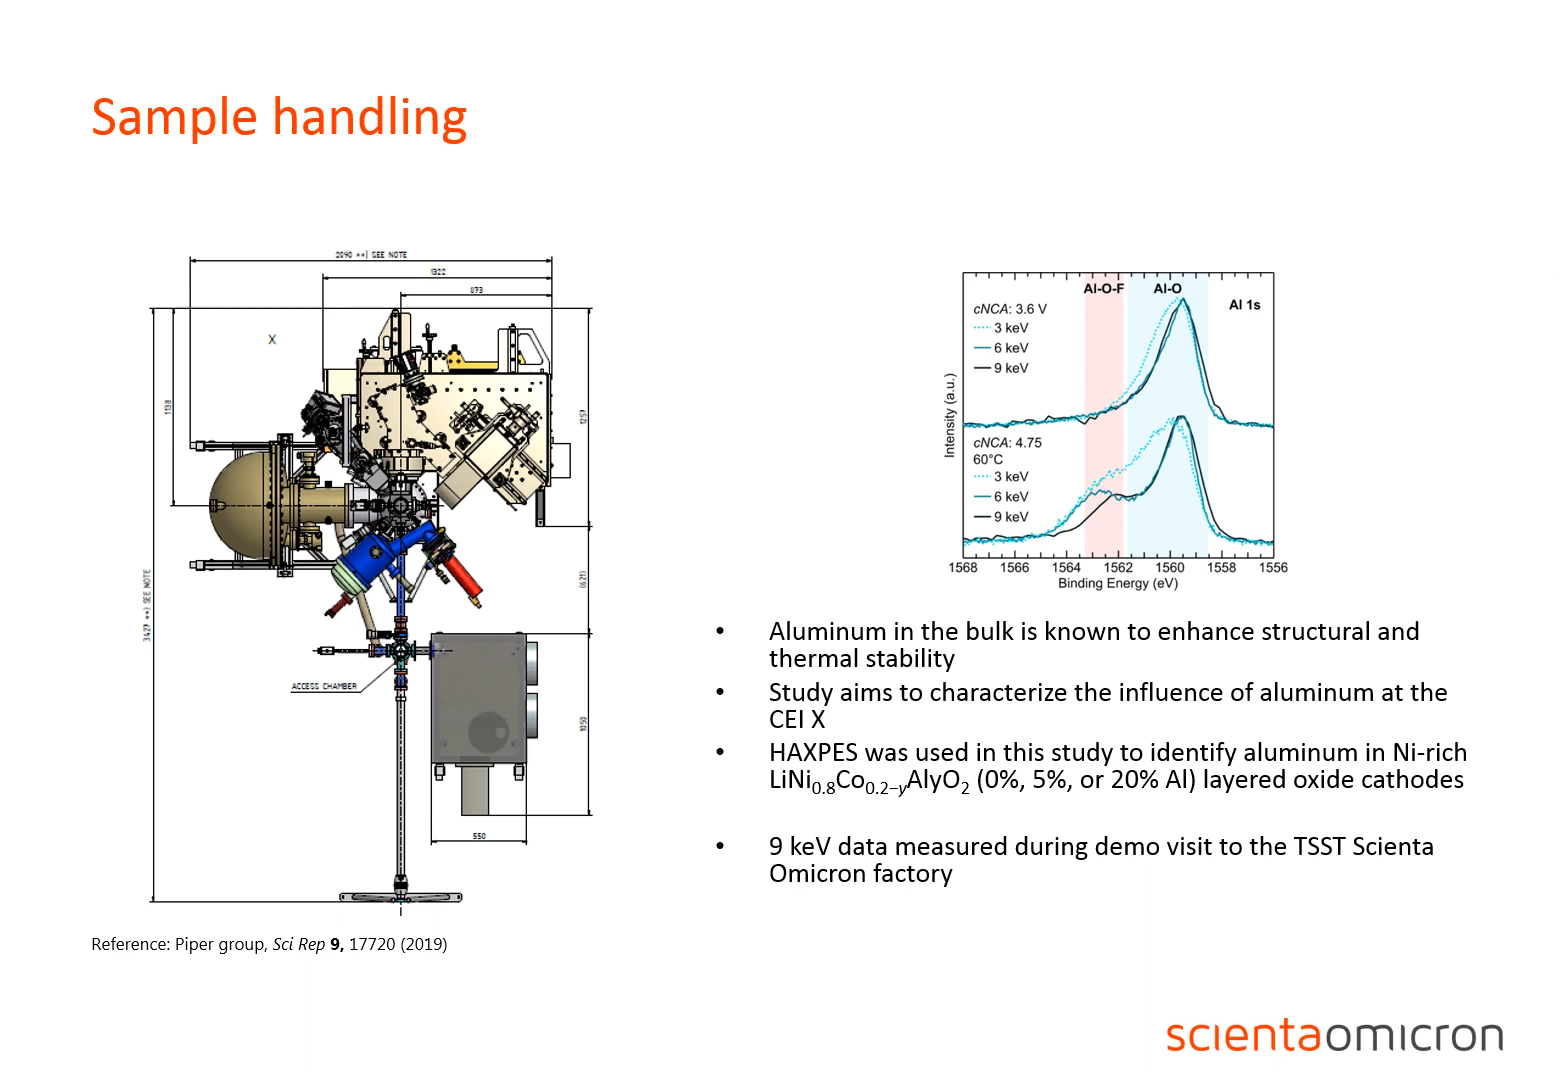 Sample handling
2090 **) SEE NOTE
1322
1138
1257
3427 **) SEE NOTE
(621)
ACCESS CHAMBER
1050
550
X
Reference: Piper group, Sci Rep 9, 17720 (2019)
Al-O-F
Al-O
Al 1s
cNCA: 3.6 V
3 keV
6 keV
9 keV
cNCA: 4.75
60°C
3 keV
6 keV
9 keV
Intensity (a.u.)
1568 1566 1564 1562 1560 1558 1556
Binding Energy (eV)
• Aluminum in the bulk is known to enhance structural and
thermal stability
• Study aims to characterize the influence of aluminum at the
CEI X
• HAXPES was used in this study to identify aluminum in Ni-rich
LiNi0.8Co0.2−yAlyO2 (0%, 5%, or 20% Al) layered oxide cathodes
• 9 keV data measured during demo visit to the TSST Scienta
Omicron factory
scientaomicron